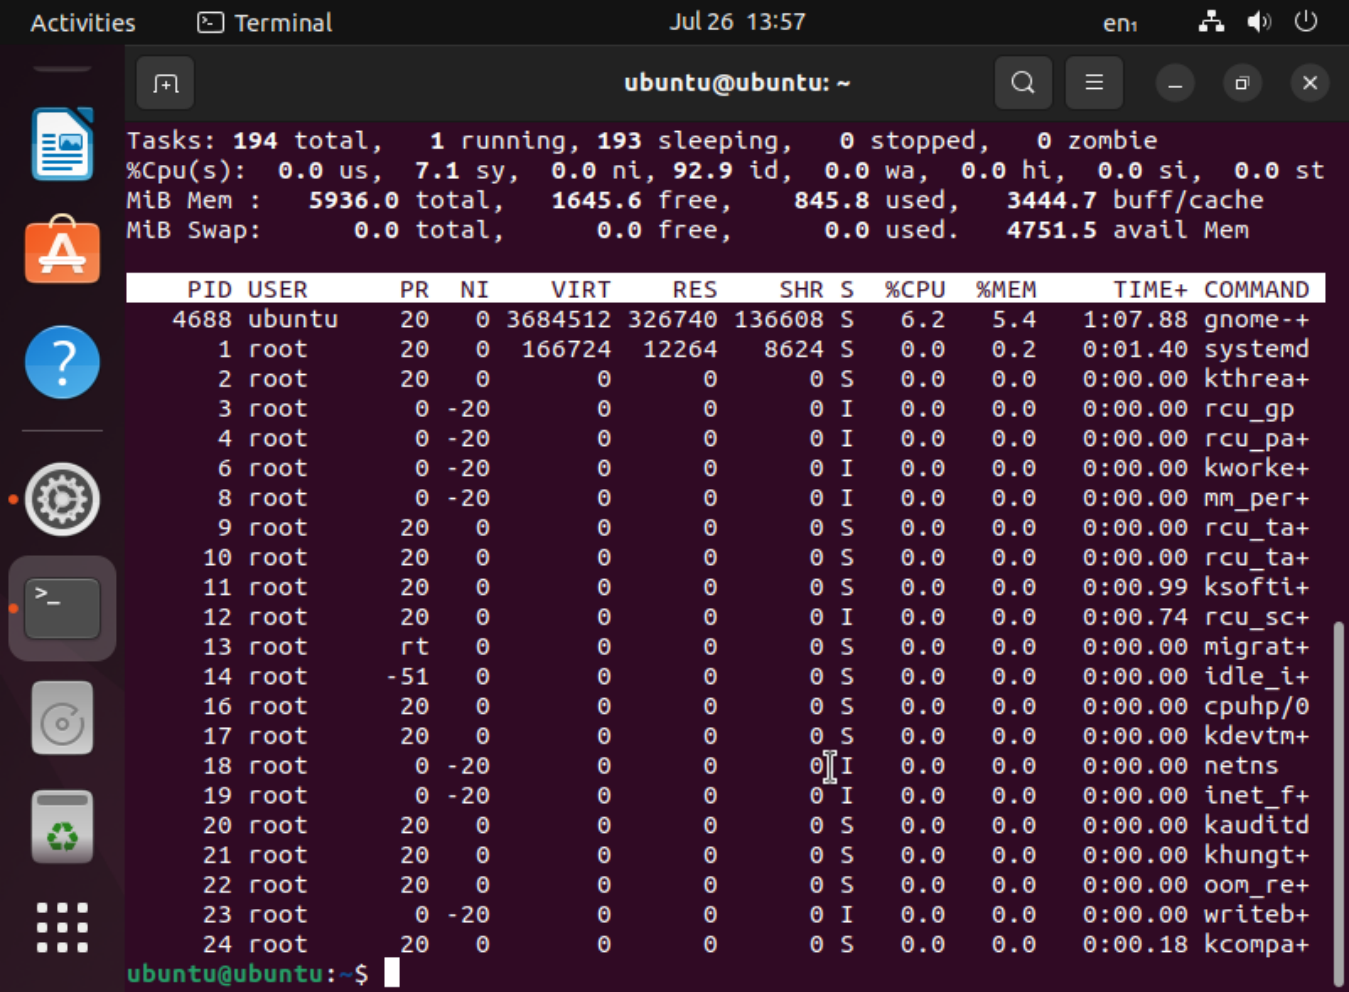 Activities Terminal Jul 26 13:57 en₁
ubuntu@ubuntu: ~
Tasks: 194 total, 1 running, 193 sleeping, 0 stopped, 0 zombie
%Cpu(s): 0.0 us, 7.1 sy, 0.0 ni, 92.9 id, 0.0 wa, 0.0 hi, 0.0 si, 0.0 st
MiB Mem : 5936.0 total, 1645.6 free, 845.8 used, 3444.7 buff/cache
MiB Swap: 0.0 total, 0.0 free, 0.0 used. 4751.5 avail Mem
PID USER PR NI VIRT RES SHR S %CPU %MEM TIME+ COMMAND
4688 ubuntu 20 0 3684512 326740 136608 S 6.2 5.4 1:07.88 gnome-+
1 root 20 0 166724 12264 8624 S 0.0 0.2 0:01.40 systemd
2 root 20 0 0 0 0 S 0.0 0.0 0:00.00 kthrea+
3 root 0 -20 0 0 0 I 0.0 0.0 0:00.00 rcu_gp
4 root 0 -20 0 0 0 I 0.0 0.0 0:00.00 rcu_pa+
6 root 0 -20 0 0 0 I 0.0 0.0 0:00.00 kworke+
8 root 0 -20 0 0 0 I 0.0 0.0 0:00.00 mm_per+
9 root 20 0 0 0 0 S 0.0 0.0 0:00.00 rcu_ta+
10 root 20 0 0 0 0 S 0.0 0.0 0:00.00 rcu_ta+
11 root 20 0 0 0 0 S 0.0 0.0 0:00.99 ksofti+
12 root 20 0 0 0 0 I 0.0 0.0 0:00.74 rcu_sc+
13 root rt 0 0 0 0 S 0.0 0.0 0:00.00 migrat+
14 root -51 0 0 0 0 S 0.0 0.0 0:00.00 idle_i+
16 root 20 0 0 0 0 S 0.0 0.0 0:00.00 cpuhp/0
17 root 20 0 0 0 0 S 0.0 0.0 0:00.00 kdevtm+
18 root 0 -20 0 0 0 I 0.0 0.0 0:00.00 netns
19 root 0 -20 0 0 0 I 0.0 0.0 0:00.00 inet_f+
20 root 20 0 0 0 0 S 0.0 0.0 0:00.00 kauditd
21 root 20 0 0 0 0 S 0.0 0.0 0:00.00 khungt+
22 root 20 0 0 0 0 S 0.0 0.0 0:00.00 oom_re+
23 root 0 -20 0 0 0 I 0.0 0.0 0:00.00 writeb+
24 root 20 0 0 0 0 S 0.0 0.0 0:00.18 kcompa+
ubuntu@ubuntu:~$